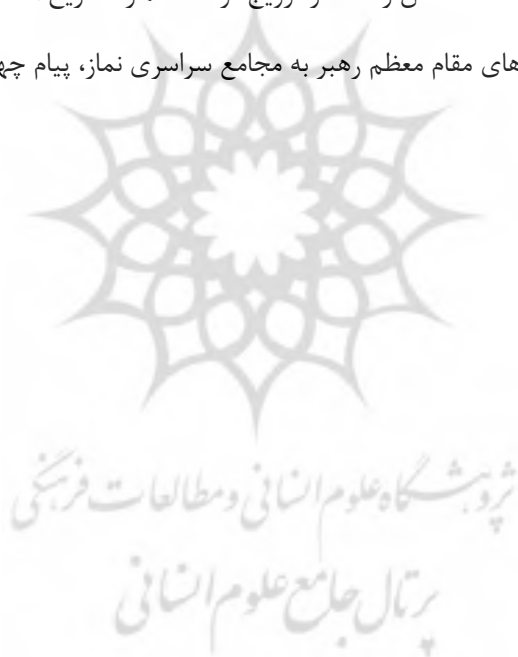 های مقام معظم رهبر به مجامع سراسری نماز، پیام چه
پژوهشگاه علوم انسانی و مطالعات فرهنگی
پرتال جامع علوم انسانی